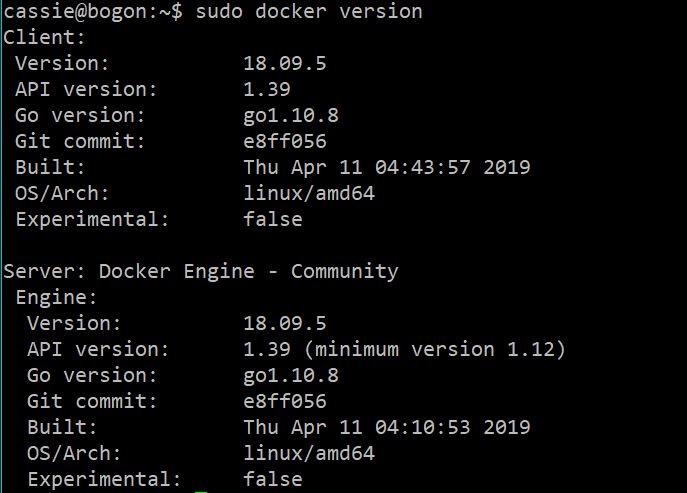 cassie@bogon:~$ sudo docker version
Client:
 Version:           18.09.5
 API version:       1.39
 Go version:        go1.10.8
 Git commit:        e8ff056
 Built:             Thu Apr 11 04:43:57 2019
 OS/Arch:           linux/amd64
 Experimental:      false

Server: Docker Engine - Community
 Engine:
  Version:          18.09.5
  API version:      1.39 (minimum version 1.12)
  Go version:       go1.10.8
  Git commit:       e8ff056
  Built:            Thu Apr 11 04:10:53 2019
  OS/Arch:          linux/amd64
  Experimental:     false